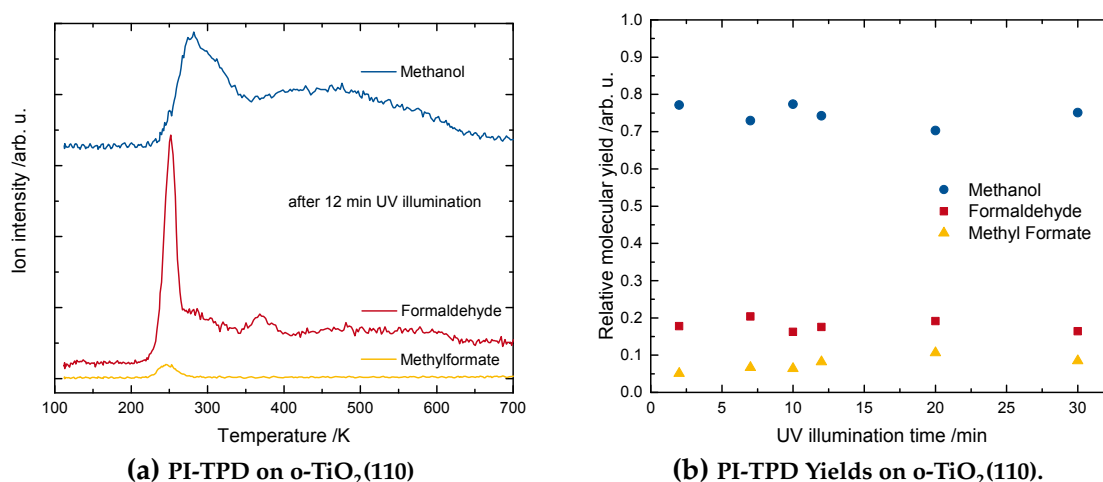 Ion intensity /arb. u.
Methanol
after 12 min UV illumination
Formaldehyde
Methylformate
100 200 300 400 500 600 700
Temperature /K
(a) PI-TPD on o-TiO₂(110)
Relative molecular yield /arb. u.
1.0
0.9
0.8
0.7
0.6
0.5
0.4
0.3
0.2
0.1
0.0
Methanol
Formaldehyde
Methyl Formate
0 5 10 15 20 25 30
UV illumination time /min
(b) PI-TPD Yields on o-TiO₂(110).